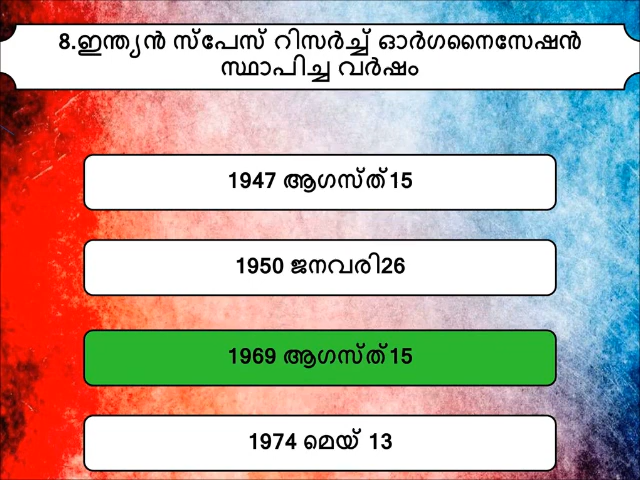 8.ഇന്ത്യൻ സ്പേസ് റിസർച്ച് ഓർഗനൈസേഷൻ
സ്ഥാപിച്ച വർഷം
1947 ആഗസ്ത്15
1950 ജനവരി26
1969 ആഗസ്ത്15
1974 മെയ് 13